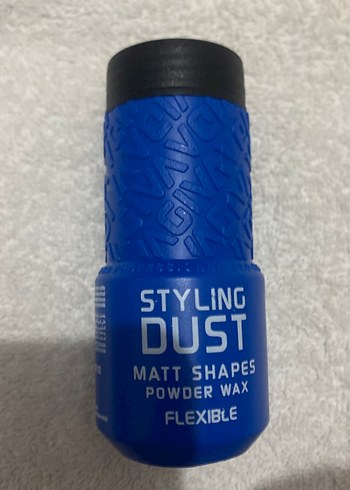 STYLING
DUST
MATT SHAPES
POWDER WAX
FLEXIBLE